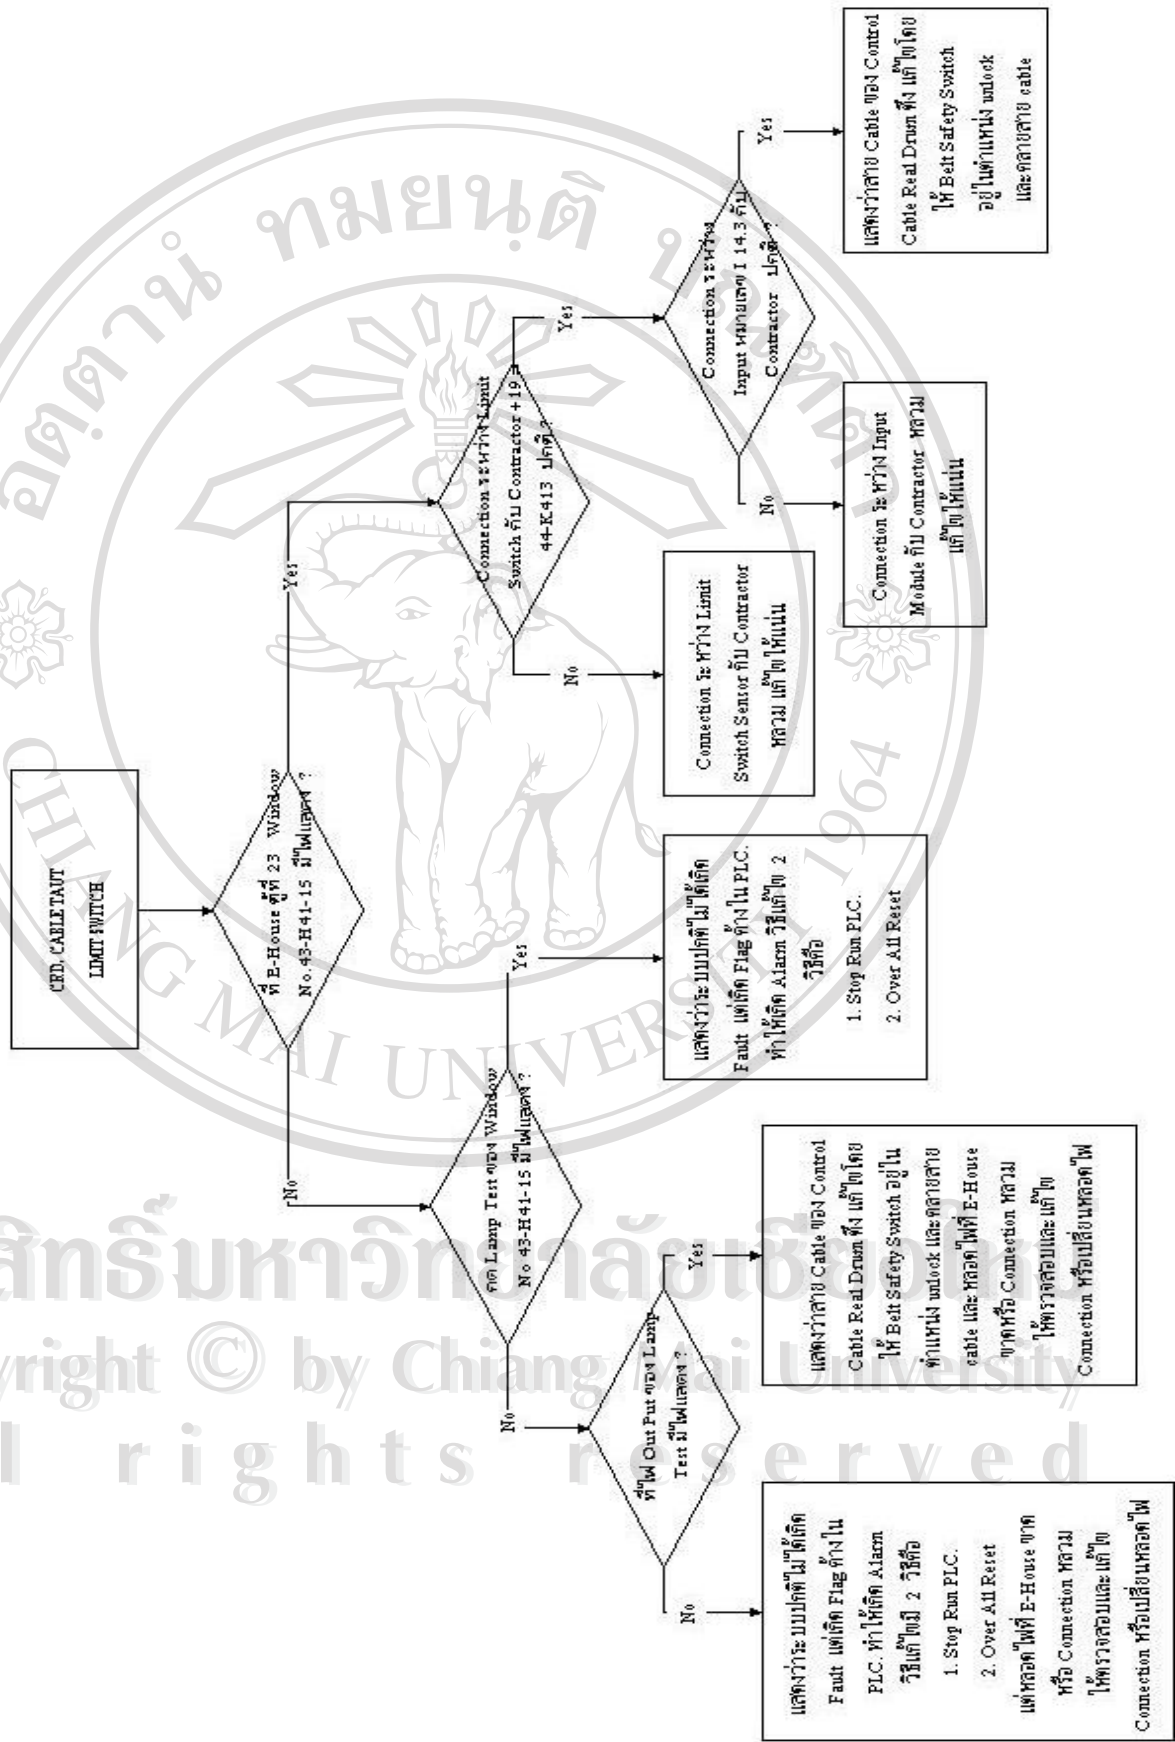 CRD, CABLE TAUT
LIMIT SWITCH
ที่ E-House ตู้ที่ 23 Window
No.43-H41-15 มีไฟแสดง ?
No
Yes
กด Lamp Test ของ Window
No 43-H41-15 มีไฟแสดง ?
No
Yes
Connection ระหว่าง Limit
Switch กับ Contractor +19
44-K413 ปกติ ?
No
Yes
ที่ไฟ Out Put ของ Lamp
Test มีไฟแสดง ?
No
Yes
แสดงว่าระบบปกติไม่ได้เกิด
Fault แต่เกิด Flag ค้างใน PLC.
ทำให้เกิด Alarm วิธีแก้ไข 2
วิธีคือ
1. Stop Run PLC.
2. Over All Reset
Connection ระหว่าง Limit
Switch Sensor กับ Contractor
หลวม แก้ไขให้แน่น
Connection ระหว่าง
Input หมายเลข I 14.3 กับ
Contractor ปกติ ?
No
Yes
แสดงว่าระบบปกติไม่ได้เกิด
Fault แต่เกิด Flag ค้างใน
PLC. ทำให้เกิด Alarm
วิธีแก้ไขมี 2 วิธีคือ
1. Stop Run PLC.
2. Over All Reset
แต่หลอดไฟที่ E-House ขาด
หรือ Connection หลวม
ให้ตรวจสอบและแก้ไข
Connection หรือเปลี่ยนหลอดไฟ
แสดงว่าสาย Cable ของ Control
Cable Real Drum ตึง แก้ไขโดย
ให้ Belt Safety Switch อยู่ใน
ตำแหน่ง unlock และคลายสาย
cable และ หลอดไฟที่ E-House
ขาดหรือ Connection หลวม
ให้ตรวจสอบและแก้ไข
Connection หรือเปลี่ยนหลอดไฟ
Connection ระหว่าง Input
Module กับ Contractor หลวม
แก้ไขให้แน่น
แสดงว่าสาย Cable ของ Control
Cable Real Drum ตึง แก้ไขโดย
ให้ Belt Safety Switch
อยู่ในตำแหน่ง unlock
และคลายสาย cable
CHIANG MAI UNIVERSITY 1964
สิทธิ์มหาวิทยาลัยเชียงใหม่
yright © by Chiang Mai University
l rights reserved